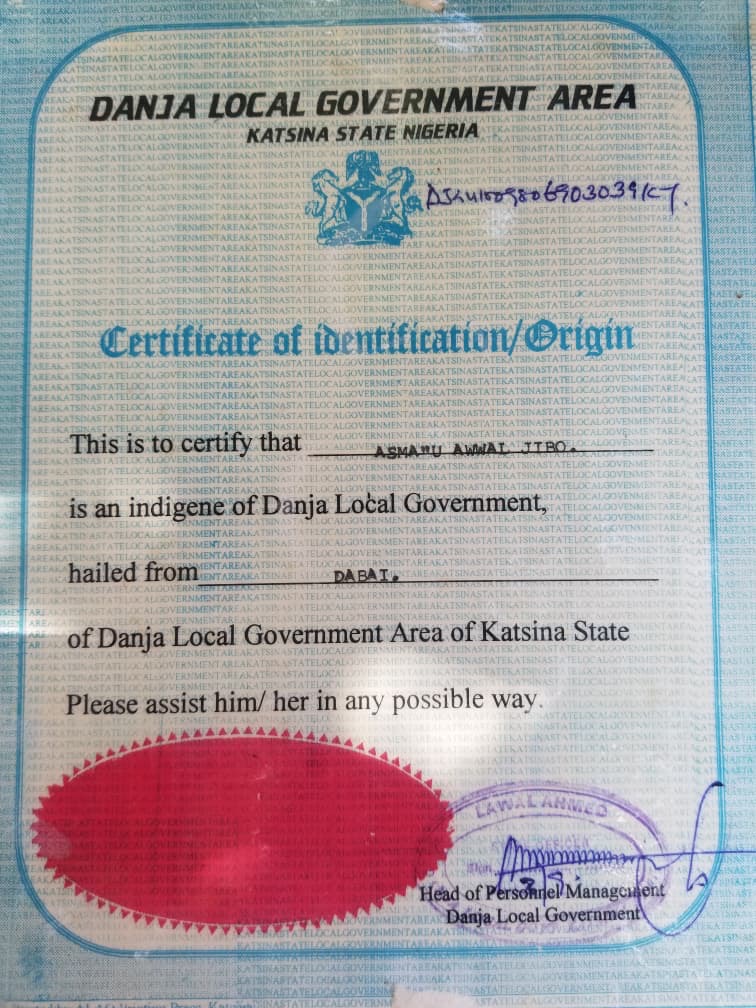 DANJA LOCAL GOVERNMENT AREA
KATSINA STATE NIGERIA
Certificate of identification/Origin
This is to certify that ASMA'U AWWAL JIBO.
is an indigene of Danja Local Government,
hailed from DABAI.
of Danja Local Government Area of Katsina State
Please assist him/ her in any possible way.
LAWAL AHMED
Head of Personnel Management
Danja Local Government